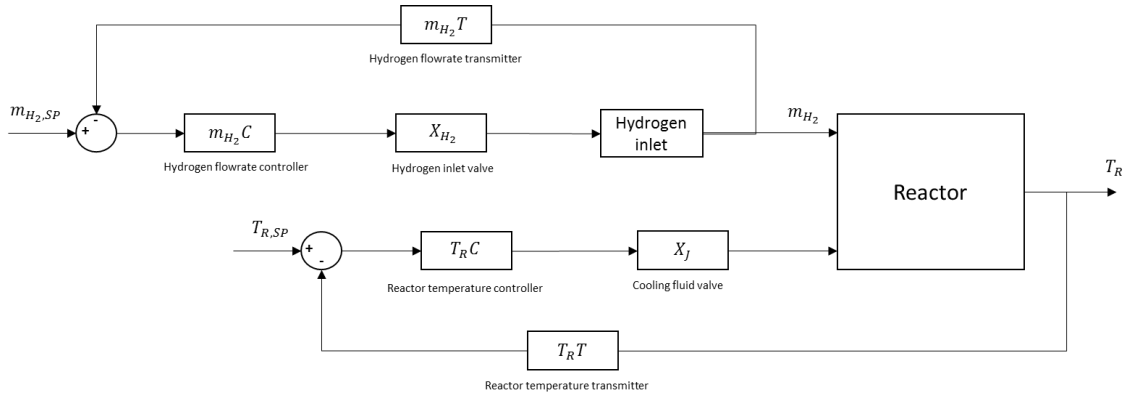 m_{H_2}T
Hydrogen flowrate transmitter
m_{H_2,SP}
-
+
m_{H_2}C
Hydrogen flowrate controller
X_{H_2}
Hydrogen inlet valve
Hydrogen
inlet
m_{H_2}
Reactor
T_R
T_{R,SP}
+
-
T_RC
Reactor temperature controller
X_J
Cooling fluid valve
T_RT
Reactor temperature transmitter